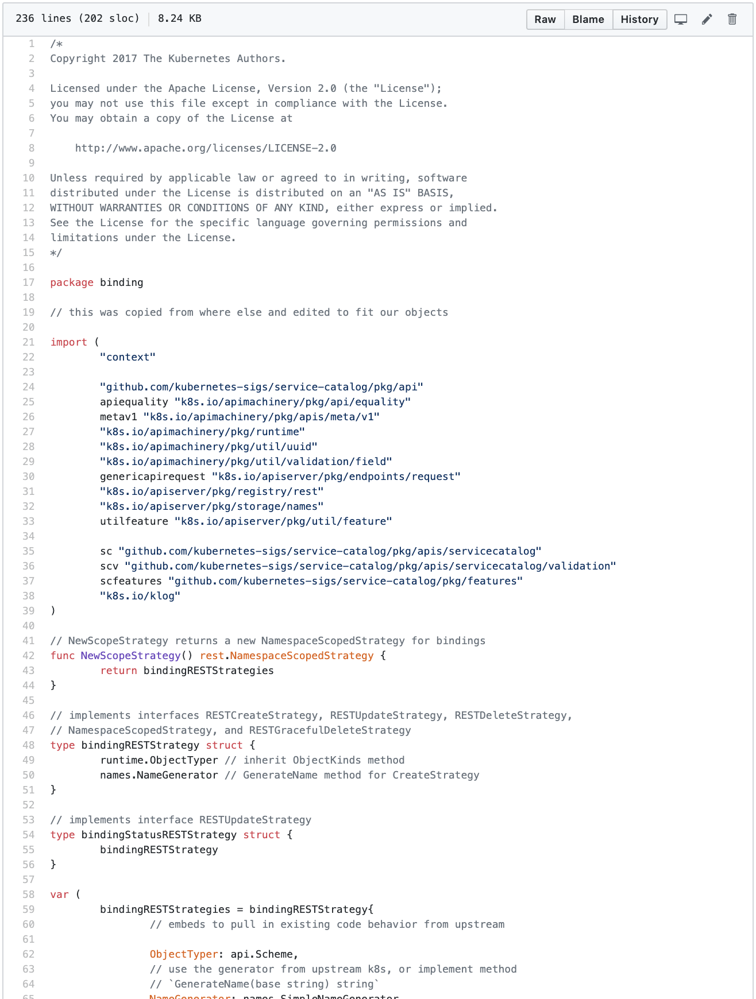 236 lines (202 sloc) 8.24 KB Raw Blame History
1 /*
2 Copyright 2017 The Kubernetes Authors.
3
4 Licensed under the Apache License, Version 2.0 (the "License");
5 you may not use this file except in compliance with the License.
6 You may obtain a copy of the License at
7
8     http://www.apache.org/licenses/LICENSE-2.0
9
10 Unless required by applicable law or agreed to in writing, software
11 distributed under the License is distributed on an "AS IS" BASIS,
12 WITHOUT WARRANTIES OR CONDITIONS OF ANY KIND, either express or implied.
13 See the License for the specific language governing permissions and
14 limitations under the License.
15 */
16
17 package binding
18
19 // this was copied from where else and edited to fit our objects
20
21 import (
22         "context"
23
24         "github.com/kubernetes-sigs/service-catalog/pkg/api"
25         apiequality "k8s.io/apimachinery/pkg/api/equality"
26         metav1 "k8s.io/apimachinery/pkg/apis/meta/v1"
27         "k8s.io/apimachinery/pkg/runtime"
28         "k8s.io/apimachinery/pkg/util/uuid"
29         "k8s.io/apimachinery/pkg/util/validation/field"
30         genericapirequest "k8s.io/apiserver/pkg/endpoints/request"
31         "k8s.io/apiserver/pkg/registry/rest"
32         "k8s.io/apiserver/pkg/storage/names"
33         utilfeature "k8s.io/apiserver/pkg/util/feature"
34
35         sc "github.com/kubernetes-sigs/service-catalog/pkg/apis/servicecatalog"
36         scv "github.com/kubernetes-sigs/service-catalog/pkg/apis/servicecatalog/validation"
37         scfeatures "github.com/kubernetes-sigs/service-catalog/pkg/features"
38         "k8s.io/klog"
39 )
40
41 // NewScopeStrategy returns a new NamespaceScopedStrategy for bindings
42 func NewScopeStrategy() rest.NamespaceScopedStrategy {
43         return bindingRESTStrategies
44 }
45
46 // implements interfaces RESTCreateStrategy, RESTUpdateStrategy, RESTDeleteStrategy,
47 // NamespaceScopedStrategy, and RESTGracefulDeleteStrategy
48 type bindingRESTStrategy struct {
49         runtime.ObjectTyper // inherit ObjectKinds method
50         names.NameGenerator // GenerateName method for CreateStrategy
51 }
52
53 // implements interface RESTUpdateStrategy
54 type bindingStatusRESTStrategy struct {
55         bindingRESTStrategy
56 }
57
58 var (
59         bindingRESTStrategies = bindingRESTStrategy{
60                 // embeds to pull in existing code behavior from upstream
61
62                 ObjectTyper: api.Scheme,
63                 // use the generator from upstream k8s, or implement method
64                 // `GenerateName(base string) string`
65                 NameGenerator: names.SimpleNameGenerator